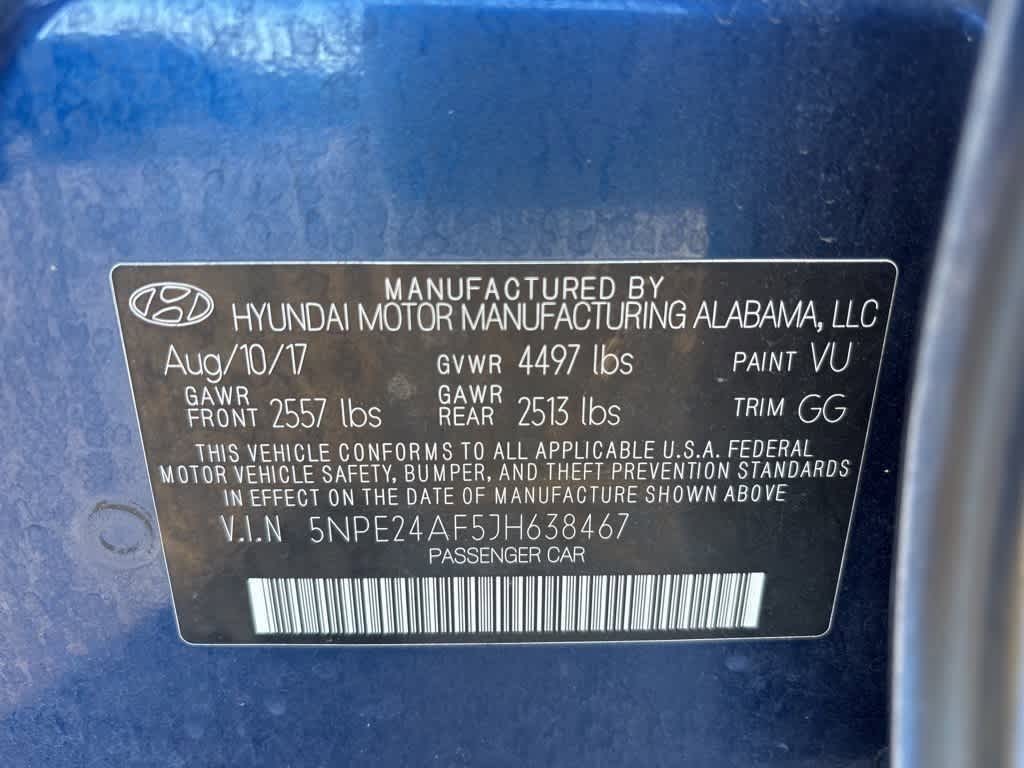 MANUFACTURED BY
HYUNDAI MOTOR MANUFACTURING ALABAMA, LLC
Aug/10/17 GVWR 4497 lbs PAINT VU
GAWR FRONT 2557 lbs GAWR REAR 2513 lbs TRIM GG
THIS VEHICLE CONFORMS TO ALL APPLICABLE U.S.A. FEDERAL
MOTOR VEHICLE SAFETY, BUMPER, AND THEFT PREVENTION STANDARDS
IN EFFECT ON THE DATE OF MANUFACTURE SHOWN ABOVE
V.I.N 5NPE24AF5JH638467
PASSENGER CAR